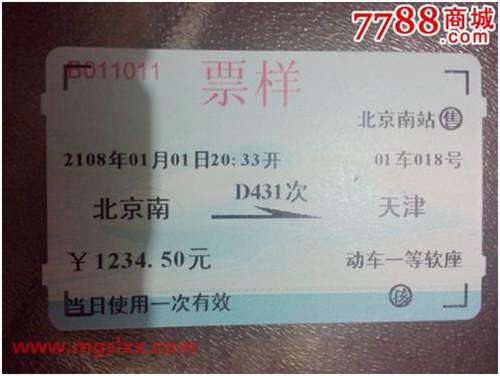 7788商城
B011011
票样
北京南站售
2108年01月01日20:33开
01车018号
D431次
北京南
天津
￥1234.50元
动车一等软座
当日使用一次有效
www.mgslxx.com